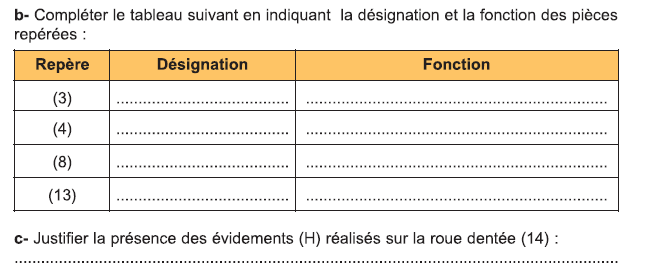 b- Compléter le tableau suivant en indiquant la désignation et la fonction des pièces
repérées :
Repère Désignation Fonction
(3) ...................................... ...................................................................
(4) ...................................... ...................................................................
(8) ...................................... ...................................................................
(13) ...................................... ...................................................................
c- Justifier la présence des évidements (H) réalisés sur la roue dentée (14) :
.......................................................................................................................................